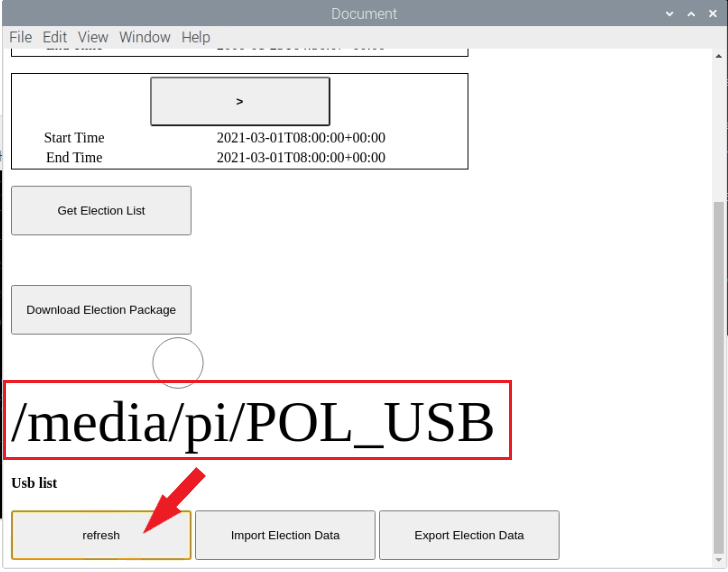 Document
File Edit View Window Help
End Time
>
Start Time 2021-03-01T08:00:00+00:00
End Time 2021-03-01T08:00:00+00:00
Get Election List
Download Election Package
/media/pi/POL_USB
Usb list
refresh Import Election Data Export Election Data